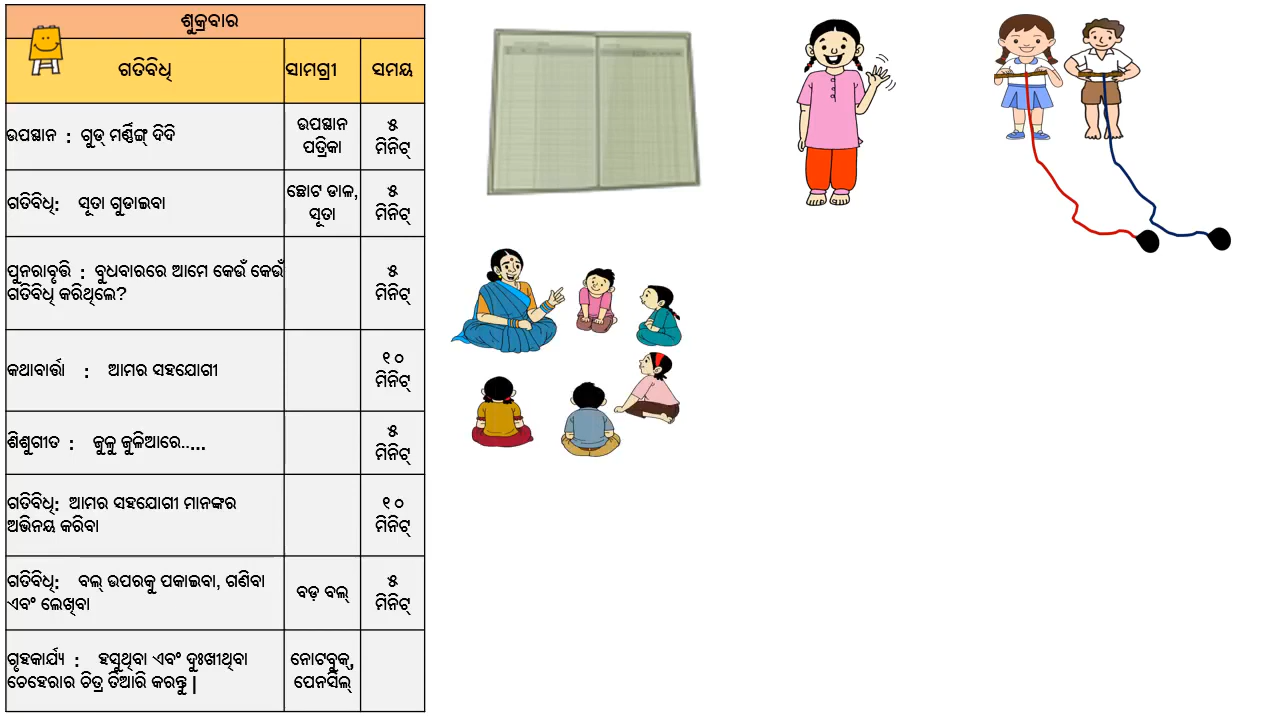 ଶୁକ୍ରବାର
ଗତିବିଧି ସାମଗ୍ରୀ ସମୟ
ଉପସ୍ଥାନ : ଗୁଡ୍ ମର୍ଣ୍ଣିଙ୍ଗ୍ ଦିଦି
ଉପସ୍ଥାନ
ପତ୍ରିକା
୫
ମିନିଟ୍
ଗତିବିଧି: ସୂତା ଗୁଡାଇବା
ଛୋଟ ଡାଳ,
ସୂତା
୫
ମିନିଟ୍
ପୁନରାବୃତ୍ତି : ବୁଧବାରରେ ଆମେ କେଉଁ କେଉଁ
ଗତିବିଧି କରିଥିଲେ?
୫
ମିନିଟ୍
କଥାବାର୍ତ୍ତା : ଆମର ସହଯୋଗୀ
୧୦
ମିନିଟ୍
ଶିଶୁଗୀତ : କୁଳୁ କୁଳିଆରେ.....
୫
ମିନିଟ୍
ଗତିବିଧି: ଆମର ସହଯୋଗୀ ମାନଙ୍କର
ଅଭିନୟ କରିବା
୧୦
ମିନିଟ୍
ଗତିବିଧି: ବଲ୍ ଉପରକୁ ପକାଇବା, ଗଣିବା
ଏବଂ ଲେଖିବା
ବଡ଼ ବଲ୍
୫
ମିନିଟ୍
ଗୃହକାର୍ଯ୍ୟ : ହସୁଥିବା ଏବଂ ଦୁଃଖୀଥିବା
ଚେହେରାର ଚିତ୍ର ତିଆରି କରନ୍ତୁ |
ନୋଟବୁକ୍,
ପେନସିଲ୍